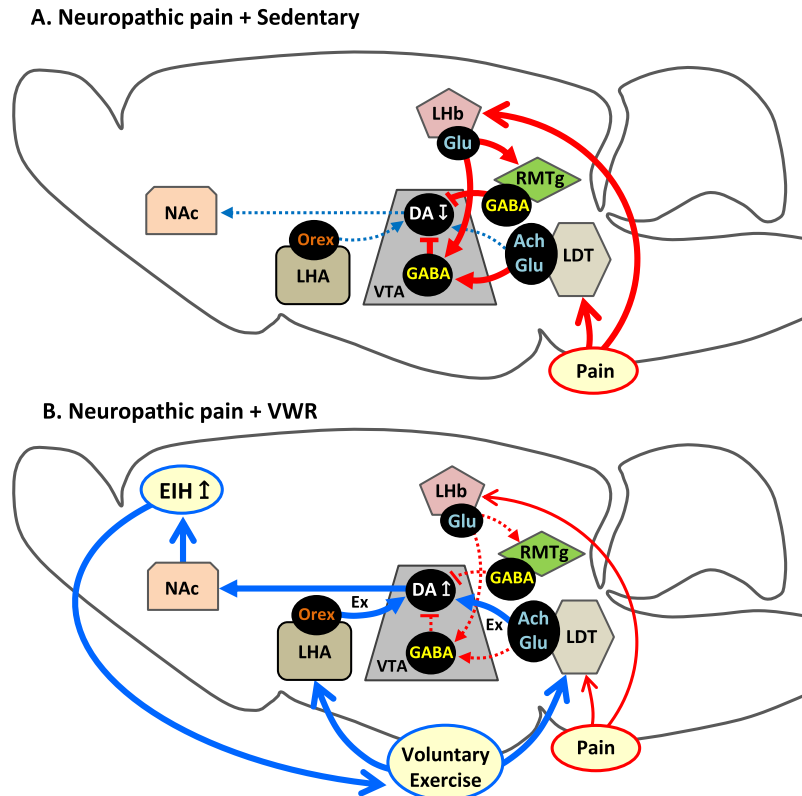 A. Neuropathic pain + Sedentary
LHb
Glu
RMTg
GABA
NAc
DA↓
Orex
Ach
Glu
LDT
LHA
GABA
VTA
Pain
B. Neuropathic pain + VWR
EIH ↑
LHb
Glu
RMTg
GABA
NAc
DA↑
Ex
Orex
Ex
Ach
Glu
LDT
LHA
GABA
VTA
Voluntary
Exercise
Pain